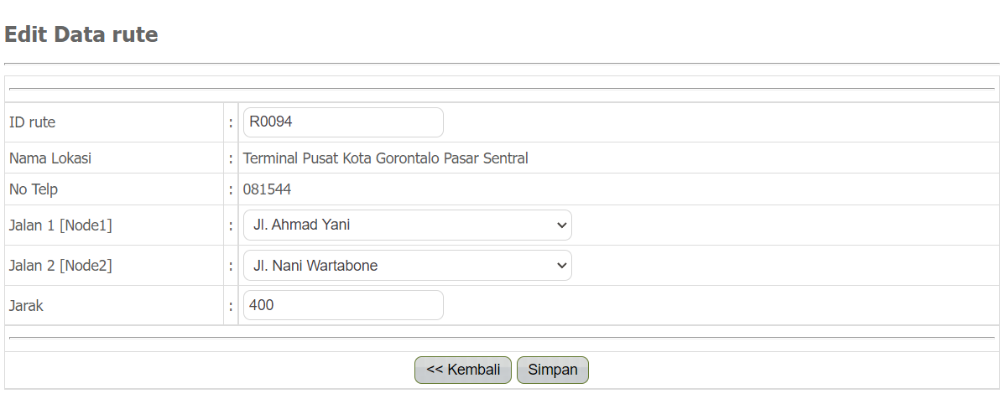 Edit Data rute
ID rute : R0094
Nama Lokasi : Terminal Pusat Kota Gorontalo Pasar Sentral
No Telp : 081544
Jalan 1 [Node1] : Jl. Ahmad Yani
Jalan 2 [Node2] : Jl. Nani Wartabone
Jarak : 400
<< Kembali Simpan